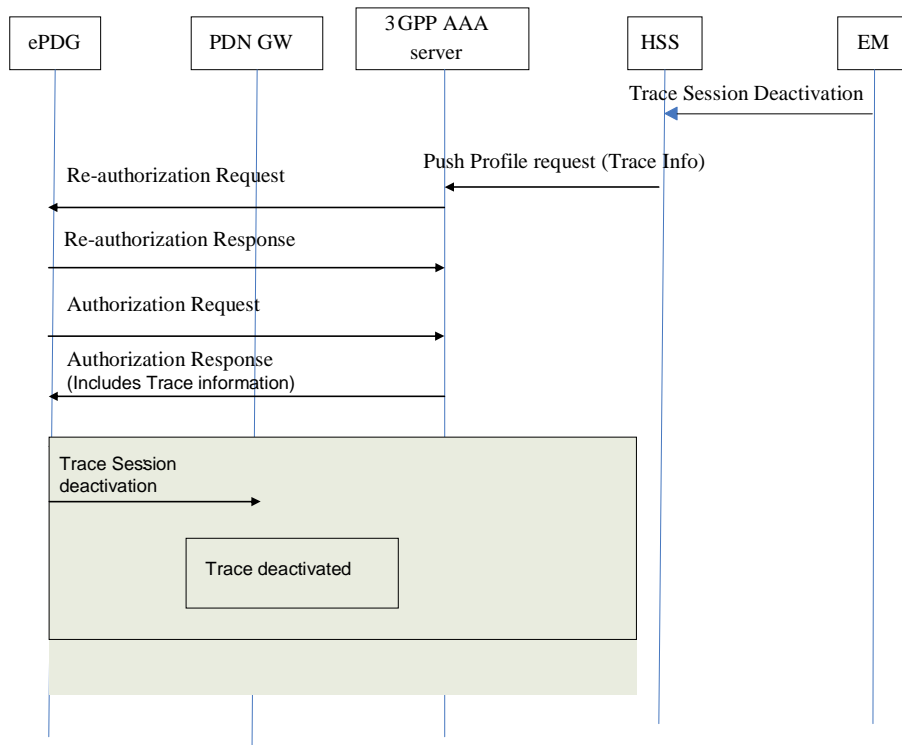 ePDG
PDN GW
3GPP AAA
server
HSS
EM
Trace Session Deactivation
Push Profile request (Trace Info)
Re-authorization Request
Re-authorization Response
Authorization Request
Authorization Response
(Includes Trace information)
Trace Session
deactivation
Trace deactivated